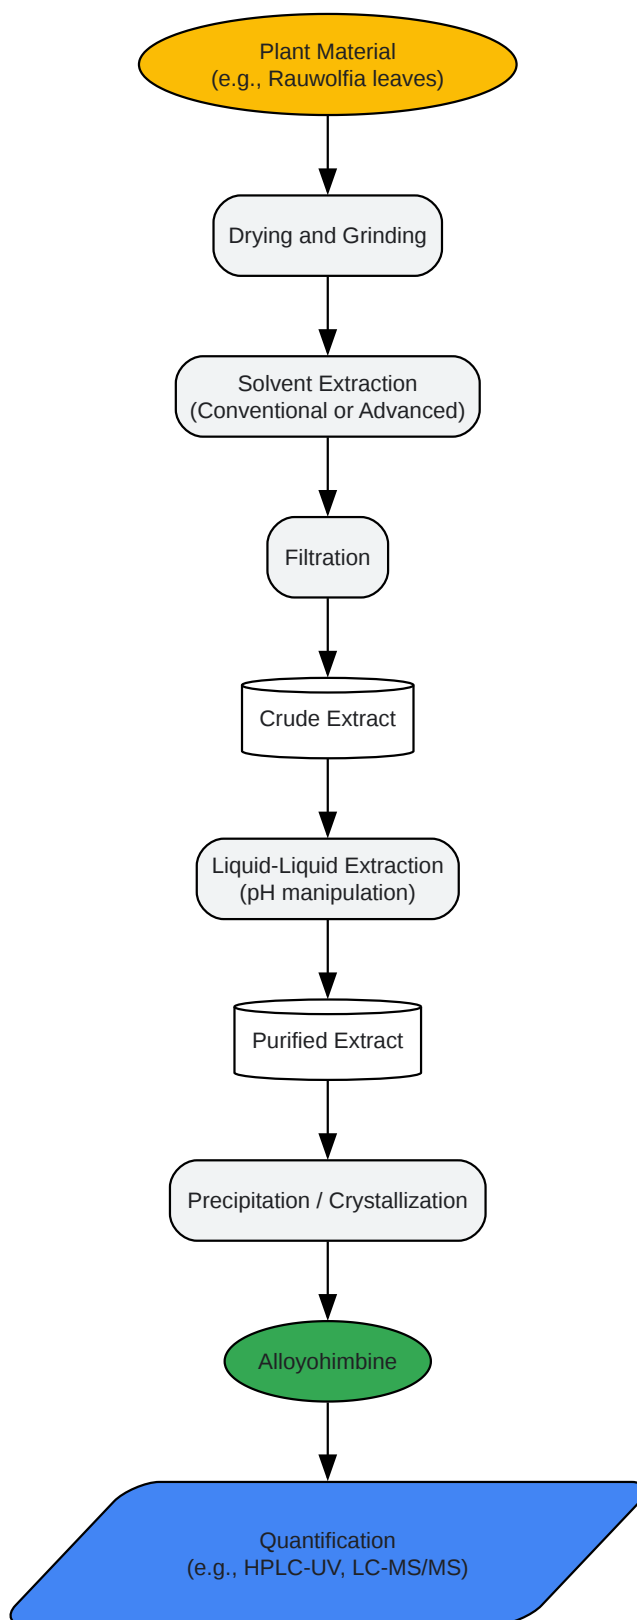 Plant Material
(e.g., Rauwolfia leaves)
Drying and Grinding
Solvent Extraction
(Conventional or Advanced)
Filtration
Crude Extract
Liquid-Liquid Extraction
(pH manipulation)
Purified Extract
Precipitation / Crystallization
Alloyohimbine
Quantification
(e.g., HPLC-UV, LC-MS/MS)